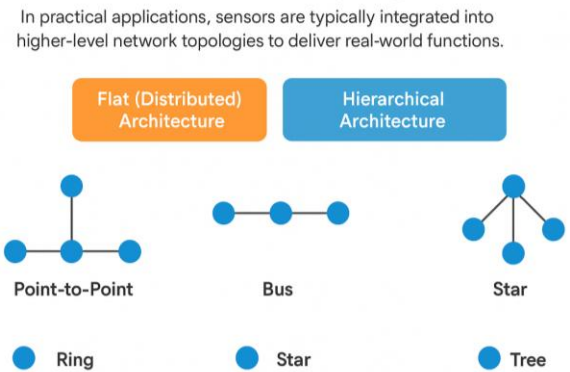 In practical applications, sensors are typically integrated into
higher-level network topologies to deliver real-world functions.
Flat (Distributed)
Architecture
Hierarchical
Architecture
Point-to-Point
Bus
Star
Ring
Star
Tree